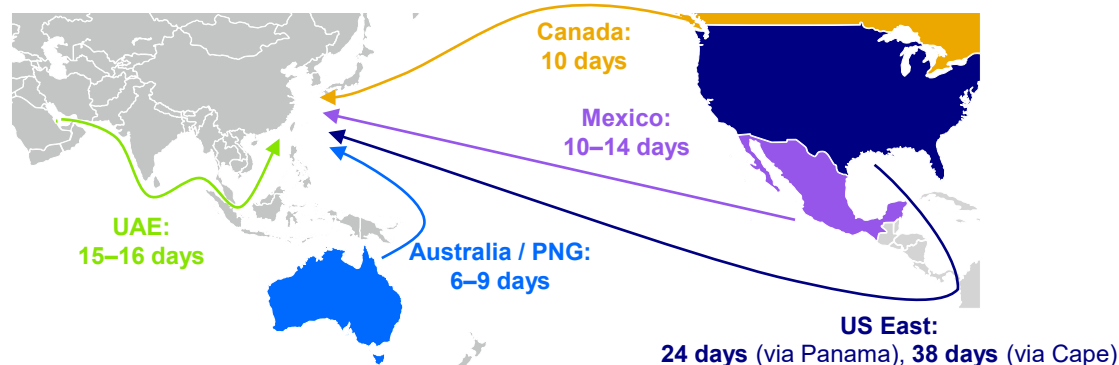 Canada:
10 days
Mexico:
10–14 days
UAE:
15–16 days
Australia / PNG:
6–9 days
US East:
24 days (via Panama), 38 days (via Cape)